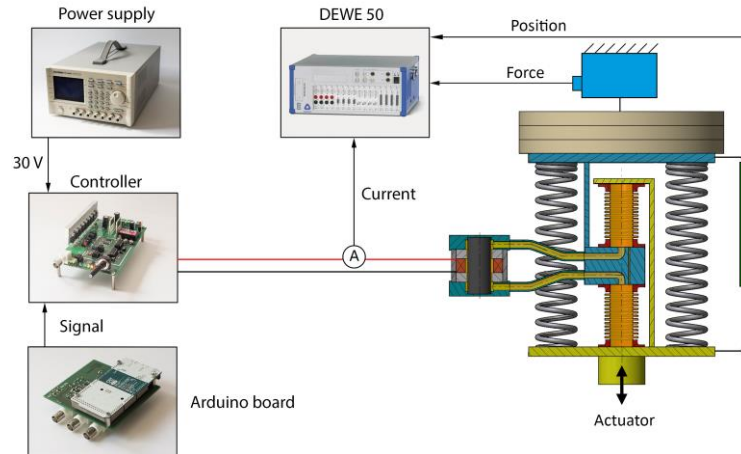 Power supply
DEWE 50
Position
Force
30 V
Controller
Current
A
Signal
Arduino board
Actuator